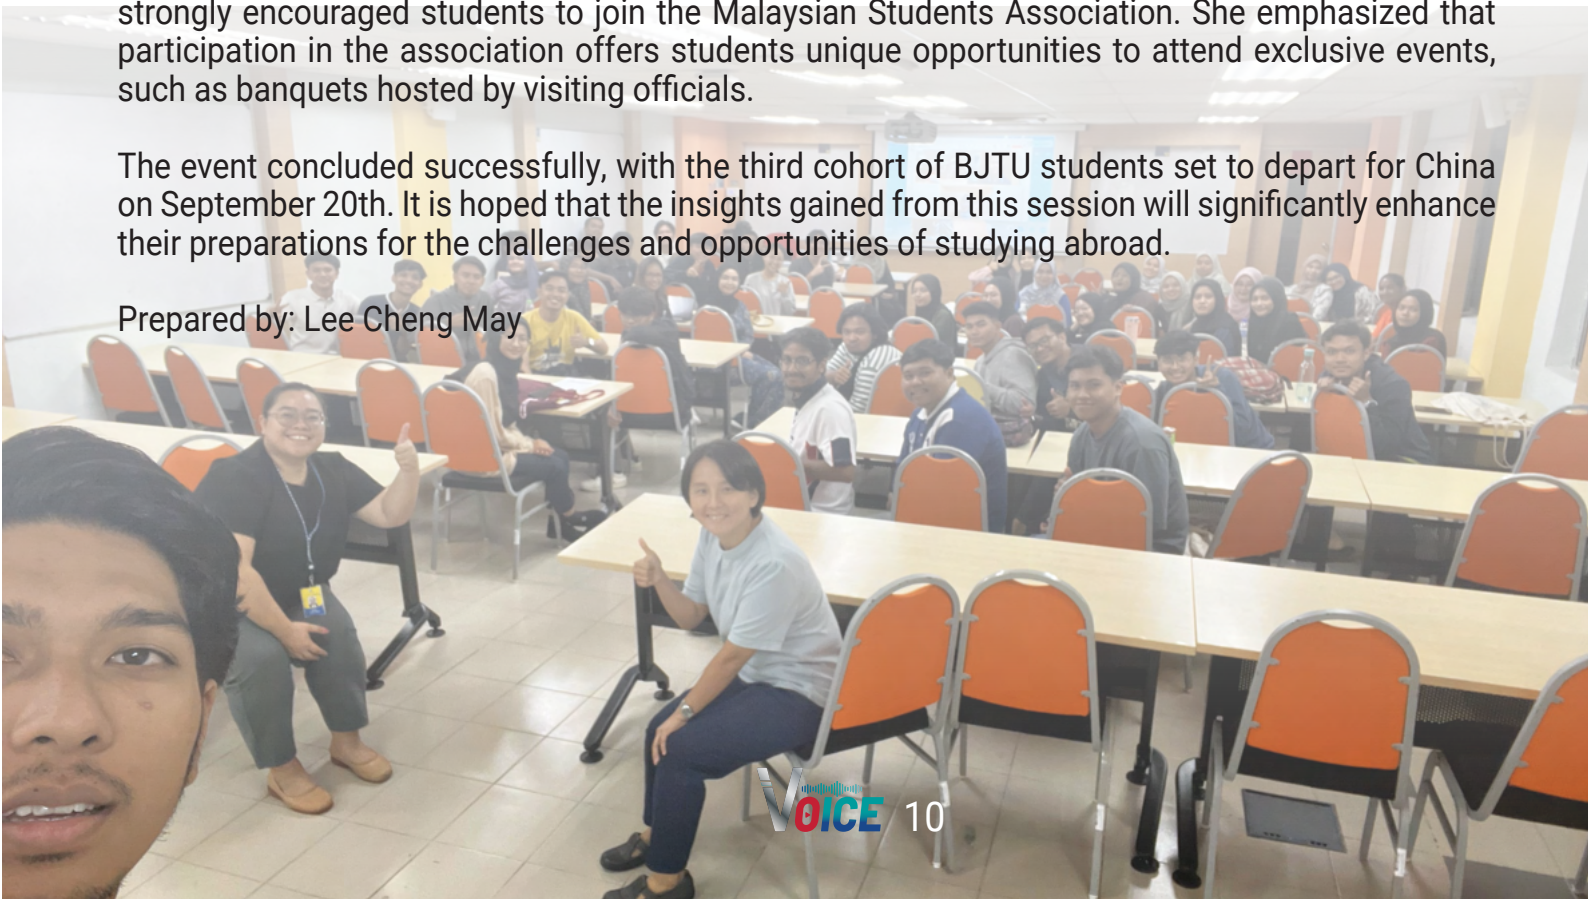 strongly encouraged students to join the Malaysian Students Association. She emphasized that
participation in the association offers students unique opportunities to attend exclusive events,
such as banquets hosted by visiting officials.
The event concluded successfully, with the third cohort of BJTU students set to depart for China
on September 20th. It is hoped that the insights gained from this session will significantly enhance
their preparations for the challenges and opportunities of studying abroad.
Prepared by: Lee Cheng May
VOICE 10